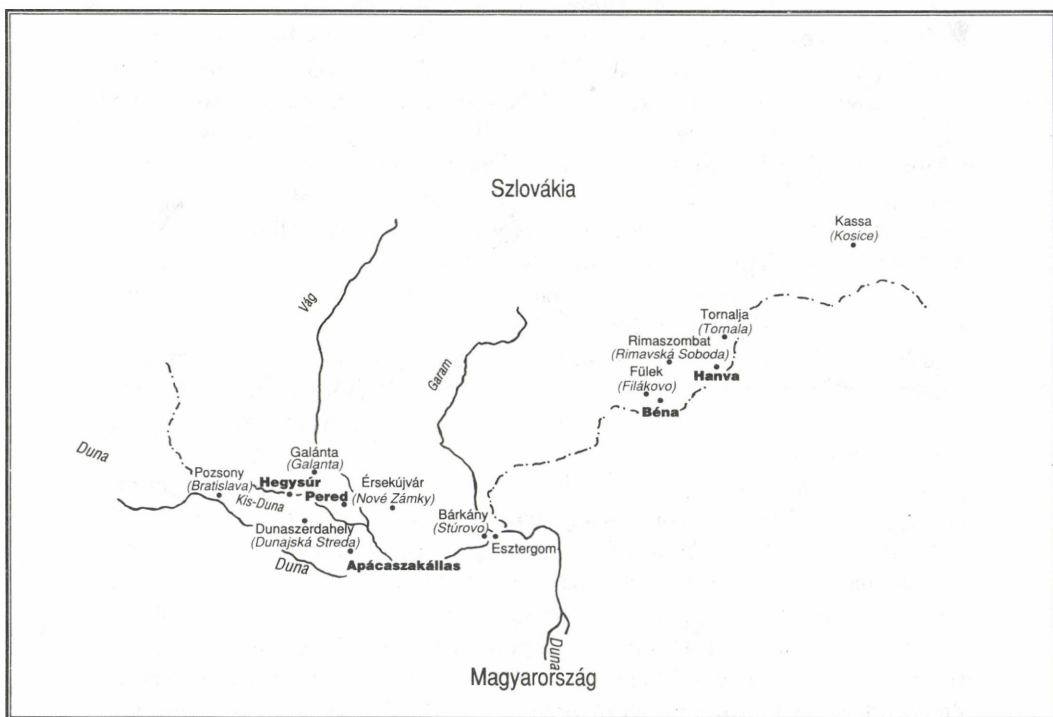 Szlovákia
Kassa
(Kosice)
Vág
Tornalja
(Tornala)
Rimaszombat
(Rimavská Soboda)
Garam
Fülek
(Filákovo)
Hanva
Béna
Duna
Galánta
(Galanta)
Pozsony
(Bratislava)
Hegysúr
Kis-Duna
Pered
Érsekújvár
(Nové Zámky)
Dunaszerdahely
(Dunajská Streda)
Bárkány
(Stúrovo)
Esztergom
Duna
Apácaszakállas
Duna
Magyarország